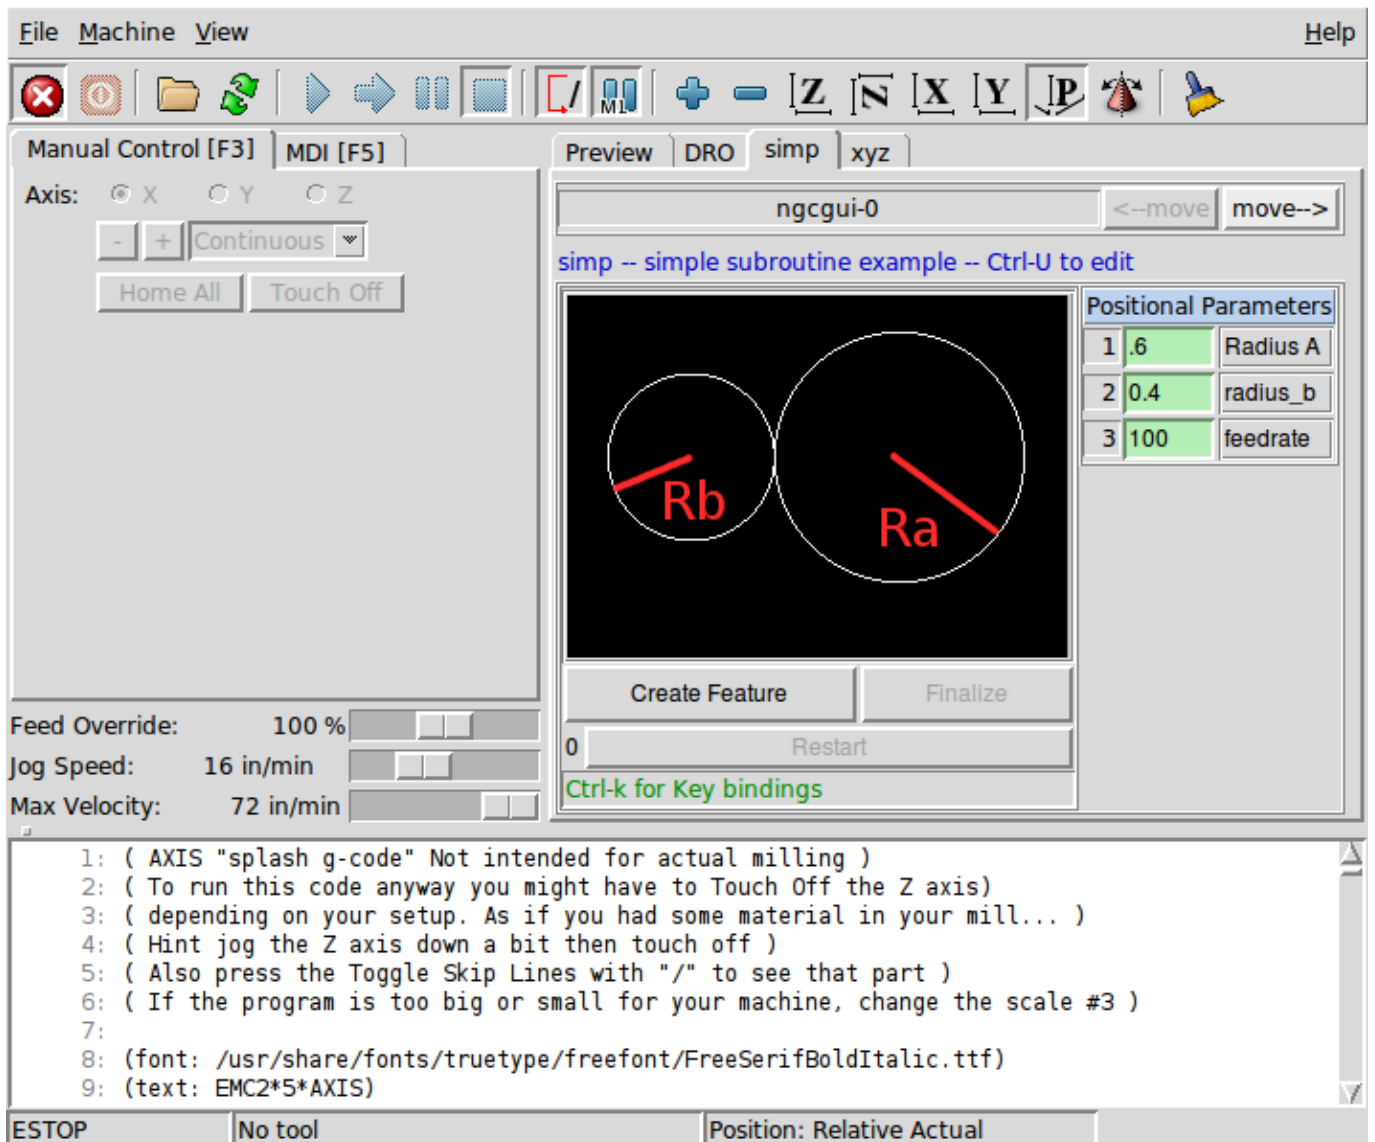 File Machine View Help
M1 Z N X Y P
Manual Control [F3] MDI [F5]
Axis: X Y Z
- + Continuous
Home All Touch Off
Feed Override: 100 %
Jog Speed: 16 in/min
Max Velocity: 72 in/min
Preview DRO simp xyz
ngcgui-0 <--move move-->
simp -- simple subroutine example -- Ctrl-U to edit
Rb
Ra
Positional Parameters
1 .6 Radius A
2 0.4 radius_b
3 100 feedrate
Create Feature Finalize
0 Restart
Ctrl-k for Key bindings
1: ( AXIS "splash g-code" Not intended for actual milling )
2: ( To run this code anyway you might have to Touch Off the Z axis)
3: ( depending on your setup. As if you had some material in your mill... )
4: ( Hint jog the Z axis down a bit then touch off )
5: ( Also press the Toggle Skip Lines with "/" to see that part )
6: ( If the program is too big or small for your machine, change the scale #3 )
7:
8: (font: /usr/share/fonts/truetype/freefont/FreeSerifBoldItalic.ttf)
9: (text: EMC2*5*AXIS)
ESTOP No tool Position: Relative Actual